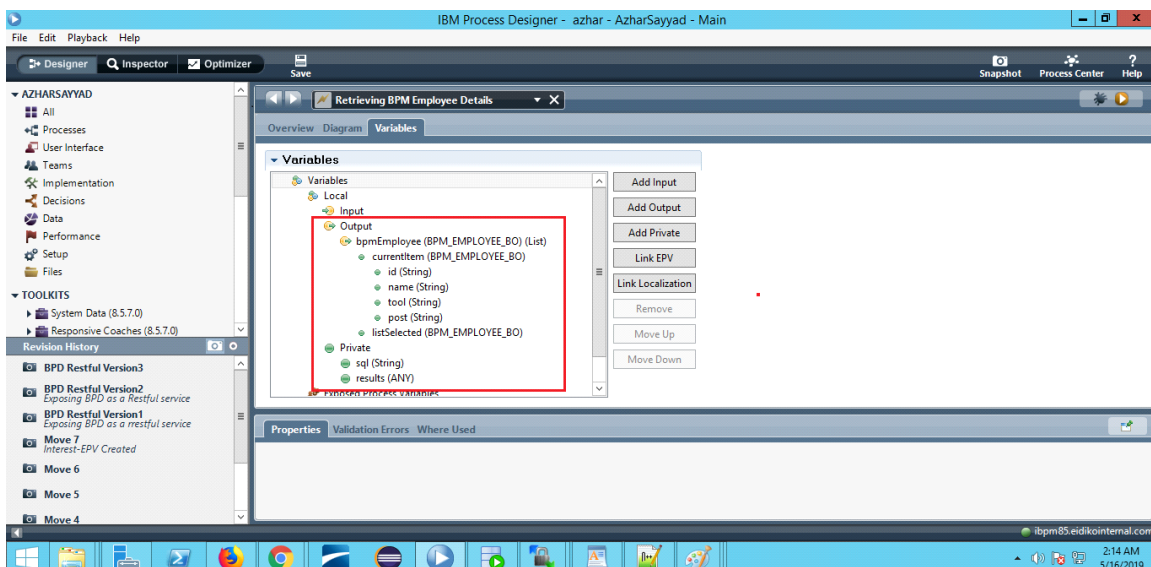 IBM Process Designer - azhar - AzharSayyad - Main
File Edit Playback Help
Designer Inspector Optimizer Save Snapshot Process Center Help
AZHARSAYYAD
All
Processes
User Interface
Teams
Implementation
Decisions
Data
Performance
Setup
Files
TOOLKITS
System Data (8.5.7.0)
Responsive Coaches (8.5.7.0)
Revision History
BPD Restful Version3
BPD Restful Version2
Exposing BPD as a Restful service
BPD Restful Version1
Exposing BPD as a rrestful service
Move 7
Interest-EPV Created
Move 6
Move 5
Move 4
Retrieving BPM Employee Details
Overview Diagram Variables
Variables
Variables
Local
Input
Output
bpmEmployee (BPM_EMPLOYEE_BO) (List)
currentItem (BPM_EMPLOYEE_BO)
id (String)
name (String)
tool (String)
post (String)
listSelected (BPM_EMPLOYEE_BO)
Private
sql (String)
results (ANY)
Exposed Process Variables
Add Input
Add Output
Add Private
Link EPV
Link Localization
Remove
Move Up
Move Down
Properties Validation Errors Where Used
ibpm85.eidikointernal.com
2:14 AM
5/16/2019